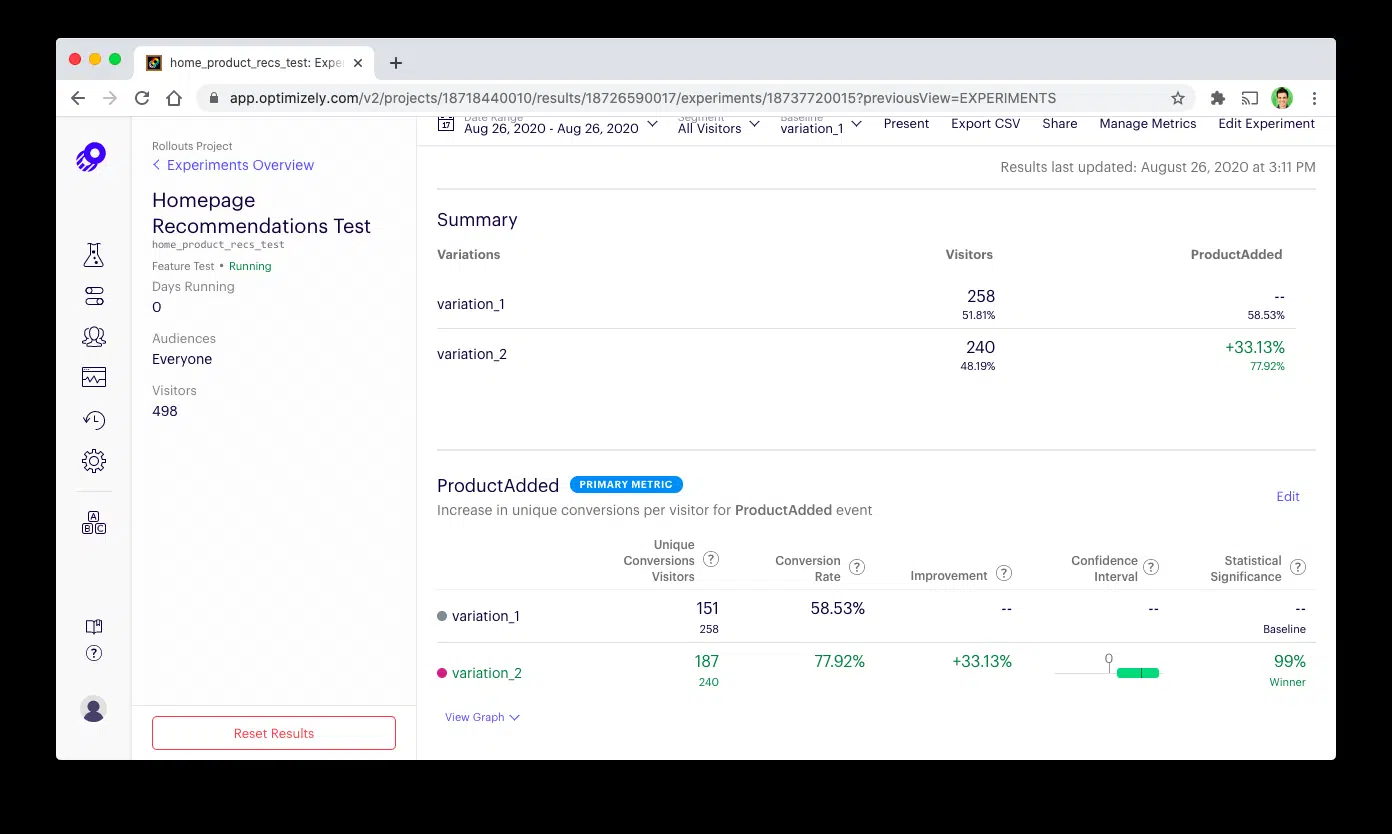 home_product_recs_test: Expe
app.optimizely.com/v2/projects/18718440010/results/18726590017/experiments/18737720015?previousView=EXPERIMENTS
Rollouts Project
Experiments Overview
Homepage
Recommendations Test
home_product_recs_test
Feature Test • Running
Days Running
0
Audiences
Everyone
Visitors
498
Reset Results
17
Date Range
Aug 26, 2020 - Aug 26, 2020
Segment
All Visitors
Baseline
variation_1
Present
Export CSV
Share
Manage Metrics
Edit Experiment
Results last updated: August 26, 2020 at 3:11 PM
Summary
Variations Visitors ProductAdded
variation_1 258 --
51.81% 58.53%
variation_2 240 +33.13%
48.19% 77.92%
ProductAdded PRIMARY METRIC
Edit
Increase in unique conversions per visitor for ProductAdded event
Unique
Conversions
Visitors
Conversion
Rate
Improvement
Confidence
Interval
Statistical
Significance
variation_1 151 58.53% -- -- --
258 Baseline
variation_2 187 77.92% +33.13% 0 99%
240 Winner
View Graph
A
B C